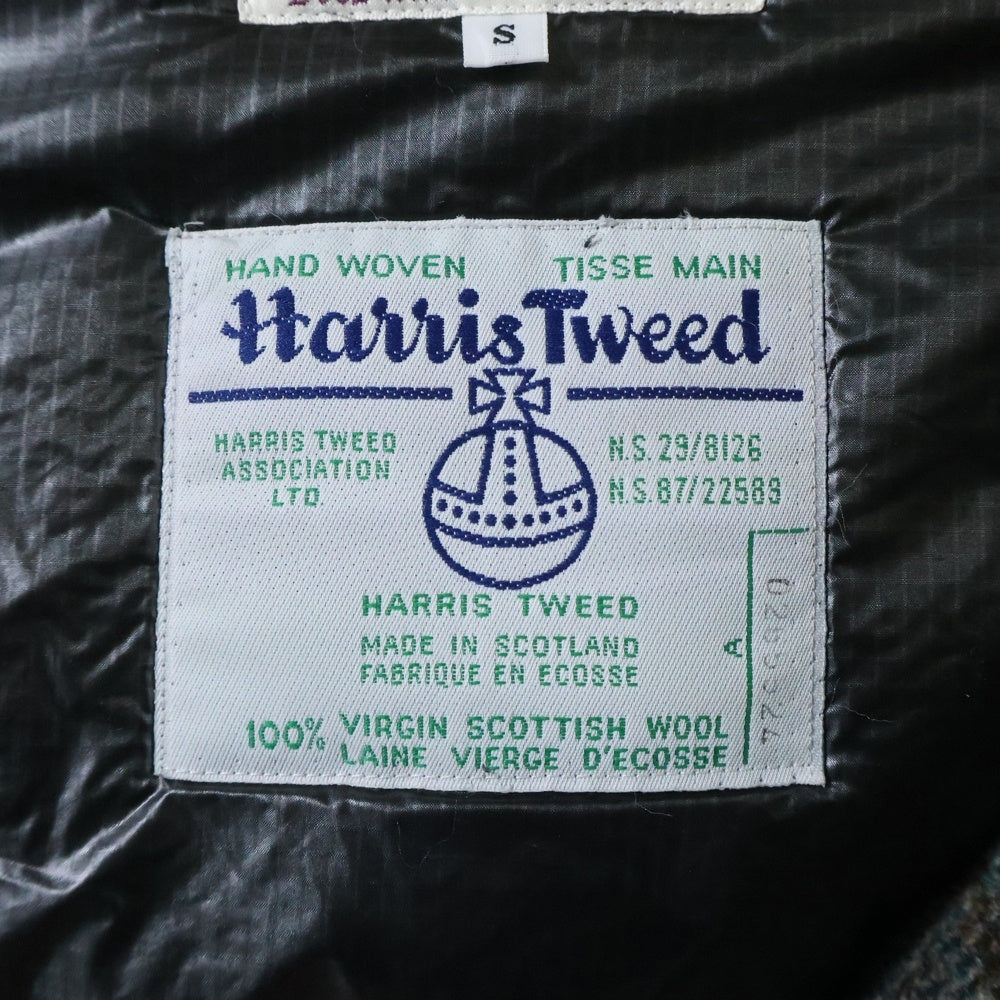 S
HAND WOVEN TISSE MAIN
Harris Tweed
HARRIS TWEED
ASSOCIATION
LTD
N.S. 29/8126
N.S. 87/22589
HARRIS TWEED
MADE IN SCOTLAND
FABRIQUE EN ECOSSE
A
100% VIRGIN SCOTTISH WOOL
LAINE VIERGE D'ECOSSE